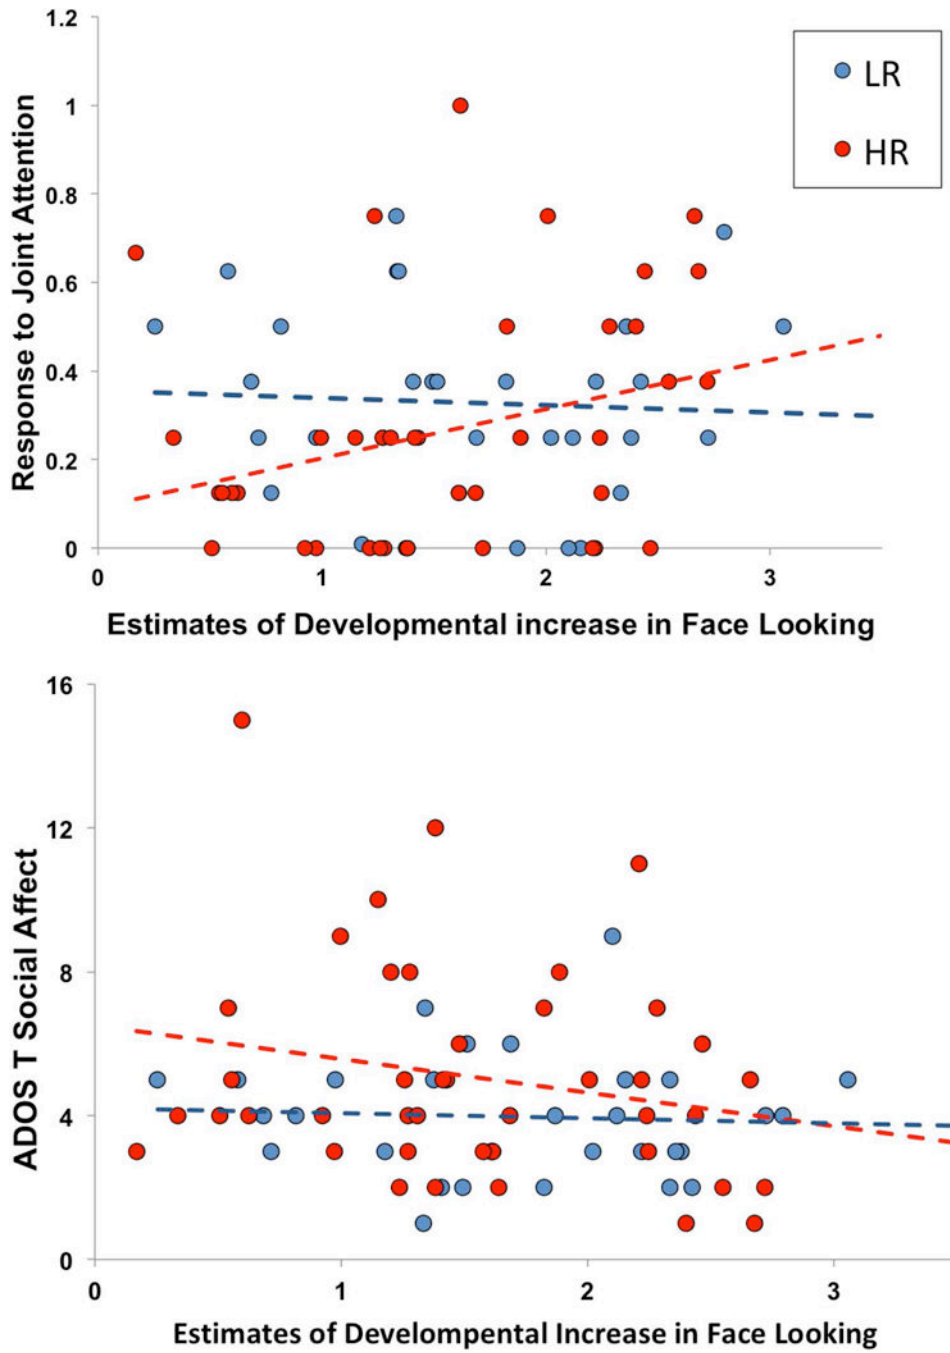 1.2
1
0.8
0.6
0.4
0.2
0
Response to Joint Attention
LR
HR
0 1 2 3
Estimates of Developmental increase in Face Looking
16
12
8
4
0
ADOS T Social Affect
0 1 2 3
Estimates of Develompental Increase in Face Looking